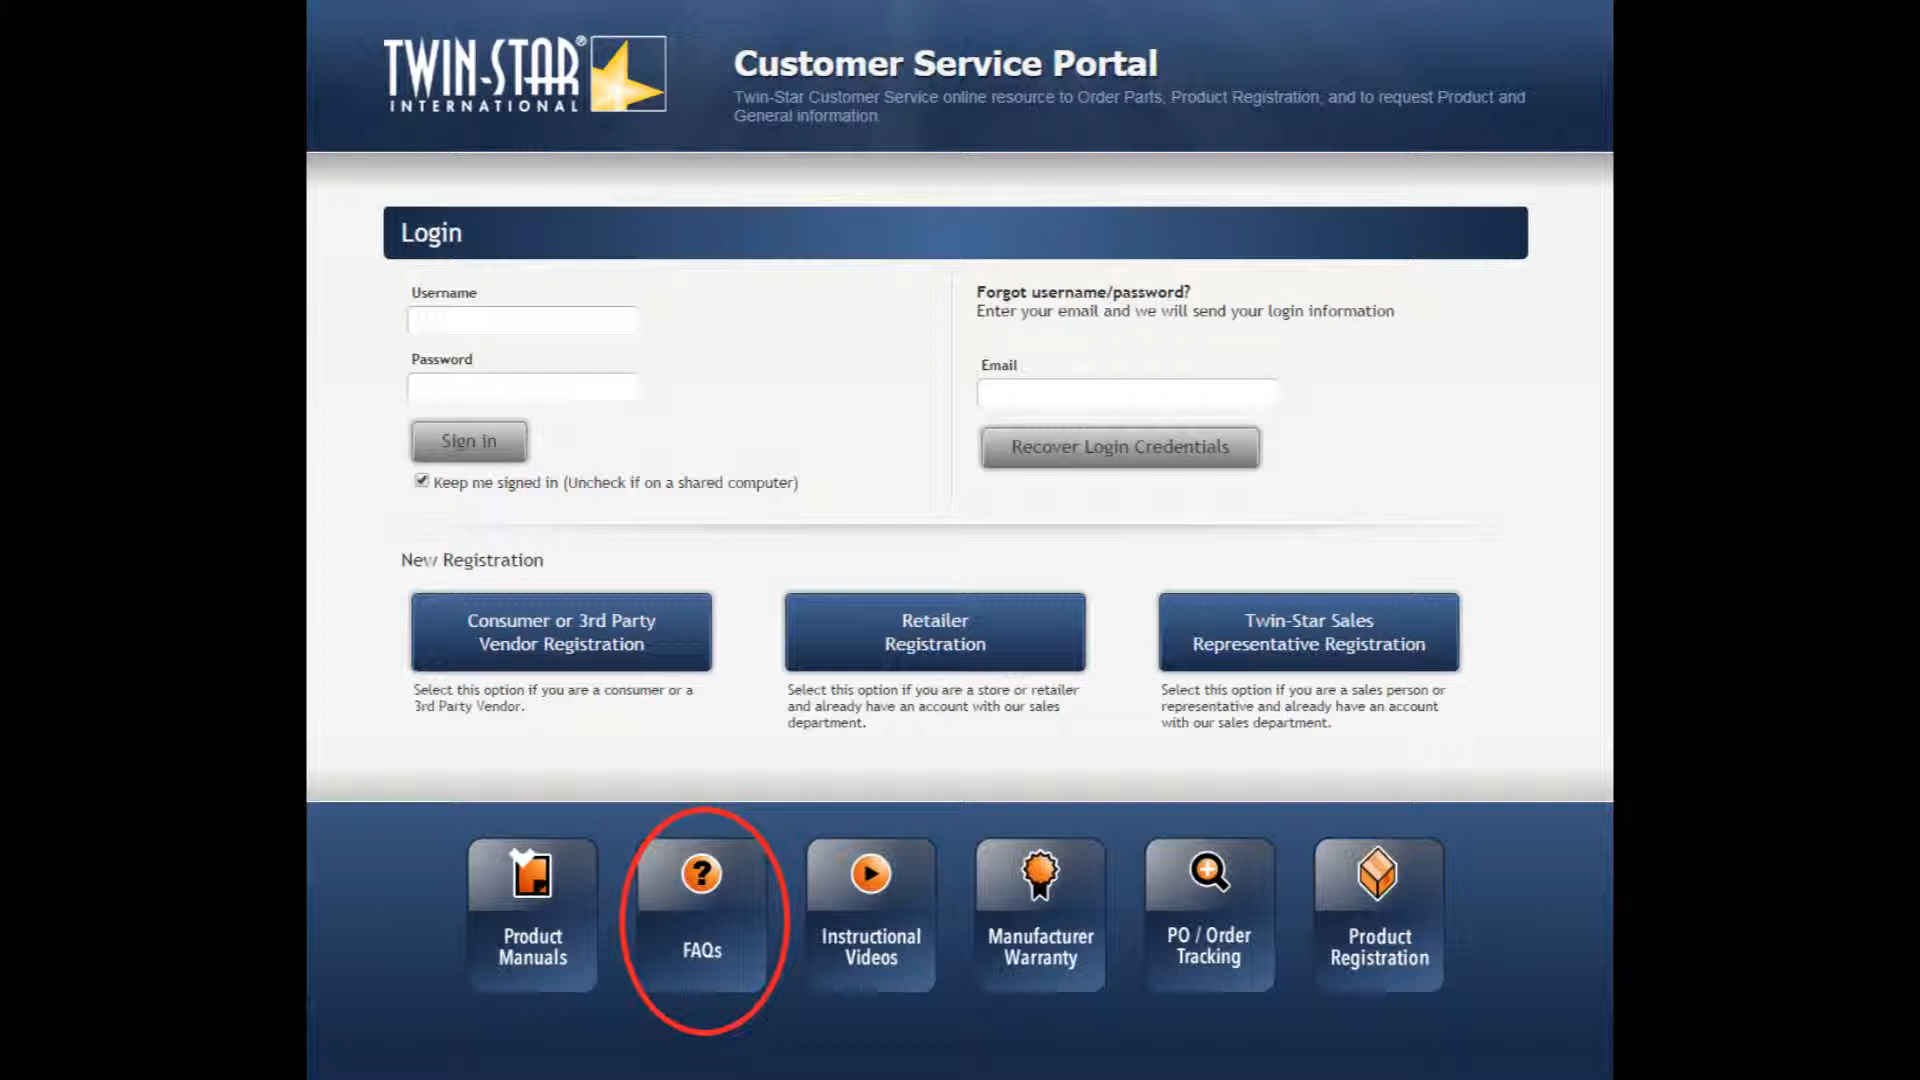 TWIN-STAR®
INTERNATIONAL
Customer Service Portal
Twin-Star Customer Service online resource to Order Parts, Product Registration, and to request Product and
General information
Login
Username
Password
Sign in
Keep me signed in (Uncheck if on a shared computer)
Forgot username/password?
Enter your email and we will send your login information
Email
Recover Login Credentials
New Registration
Consumer or 3rd Party
Vendor Registration
Select this option if you are a consumer or a
3rd Party Vendor.
Retailer
Registration
Select this option if you are a store or retailer
and already have an account with our sales
department.
Twin-Star Sales
Representative Registration
Select this option if you are a sales person or
representative and already have an account
with our sales department.
Product
Manuals
?
FAQs
Instructional
Videos
Manufacturer
Warranty
PO / Order
Tracking
Product
Registration